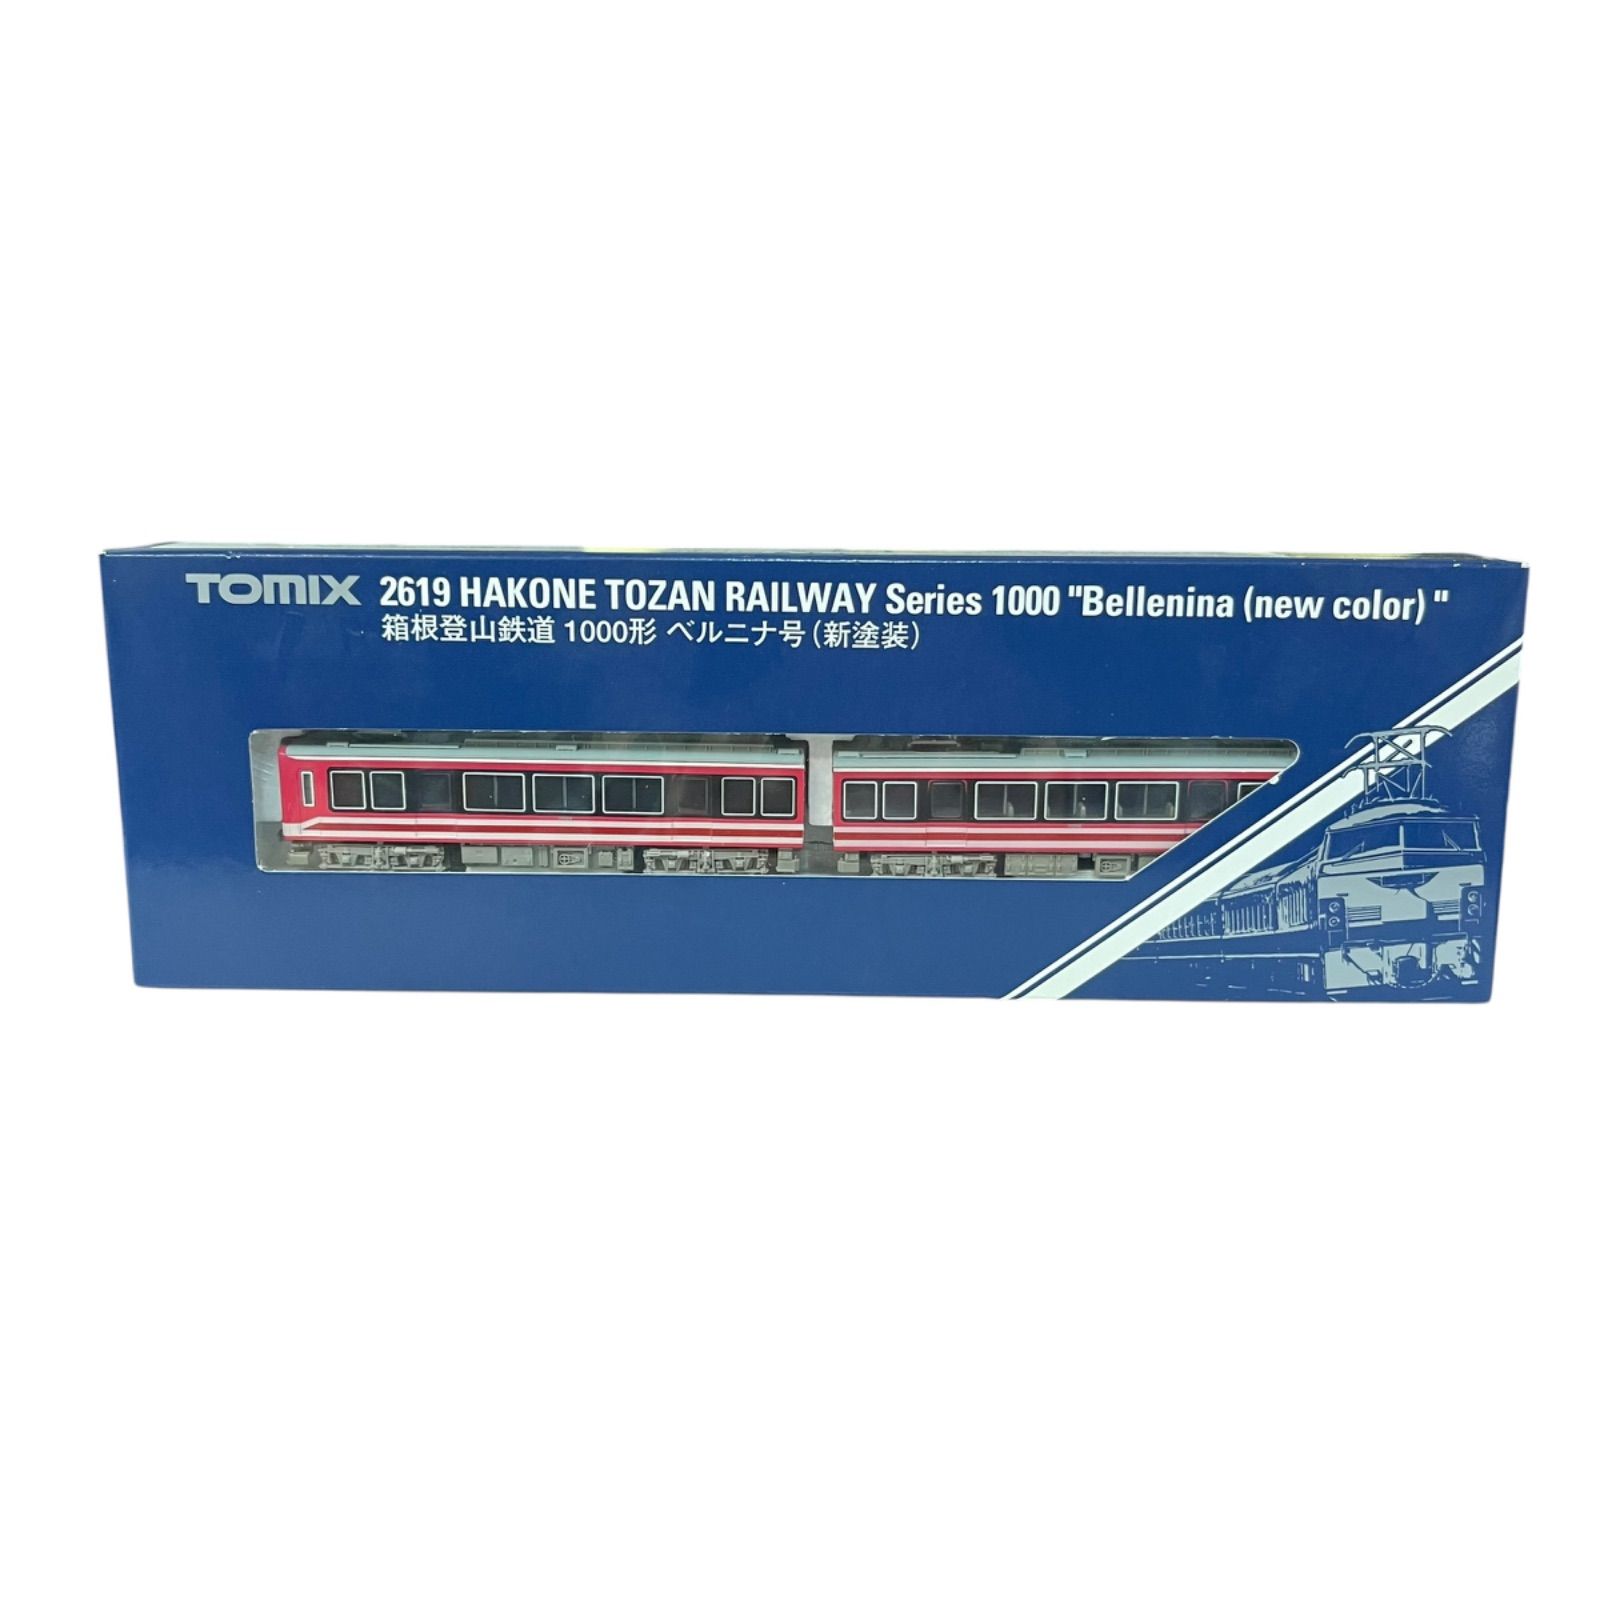 TOMIX 2619 HAKONE TOZAN RAILWAY Series 1000 "Bellenina (new color)"
箱根登山鉄道 1000形 ベルニナ号(新塗装)